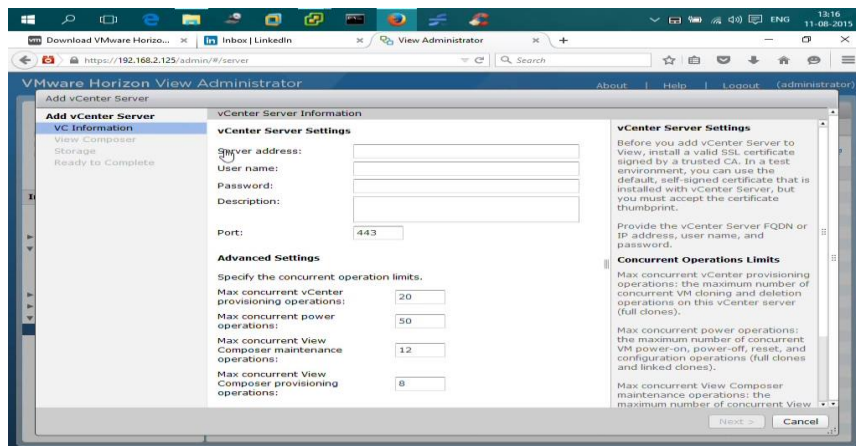 ENG
13:16
11-08-2015
Download VMware Horizo...
Inbox | LinkedIn
View Administrator
https://192.168.2.125/admin/#/server
Search
VMware Horizon View Administrator
About | Help | Logout (administrator)
Add vCenter Server
Add vCenter Server
VC Information
View Composer
Storage
Ready to Complete
vCenter Server Information
vCenter Server Settings
Server address:
User name:
Password:
Description:
Port: 443
Advanced Settings
Specify the concurrent operation limits.
Max concurrent vCenter
provisioning operations: 20
Max concurrent power
operations: 50
Max concurrent View
Composer maintenance
operations: 12
Max concurrent View
Composer provisioning
operations: 8
vCenter Server Settings
Before you add vCenter Server to
View, install a valid SSL certificate
signed by a trusted CA. In a test
environment, you can use the
default, self-signed certificate that is
installed with vCenter Server, but
you must accept the certificate
thumbprint.
Provide the vCenter Server FQDN or
IP address, user name, and
password.
Concurrent Operations Limits
Max concurrent vCenter provisioning
operations: the maximum number of
concurrent VM cloning and deletion
operations on this vCenter server
(full clones).
Max concurrent power operations:
the maximum number of concurrent
VM power-on, power-off, reset, and
configuration operations (full clones
and linked clones).
Max concurrent View Composer
maintenance operations: the
maximum number of concurrent View
Next >
Cancel